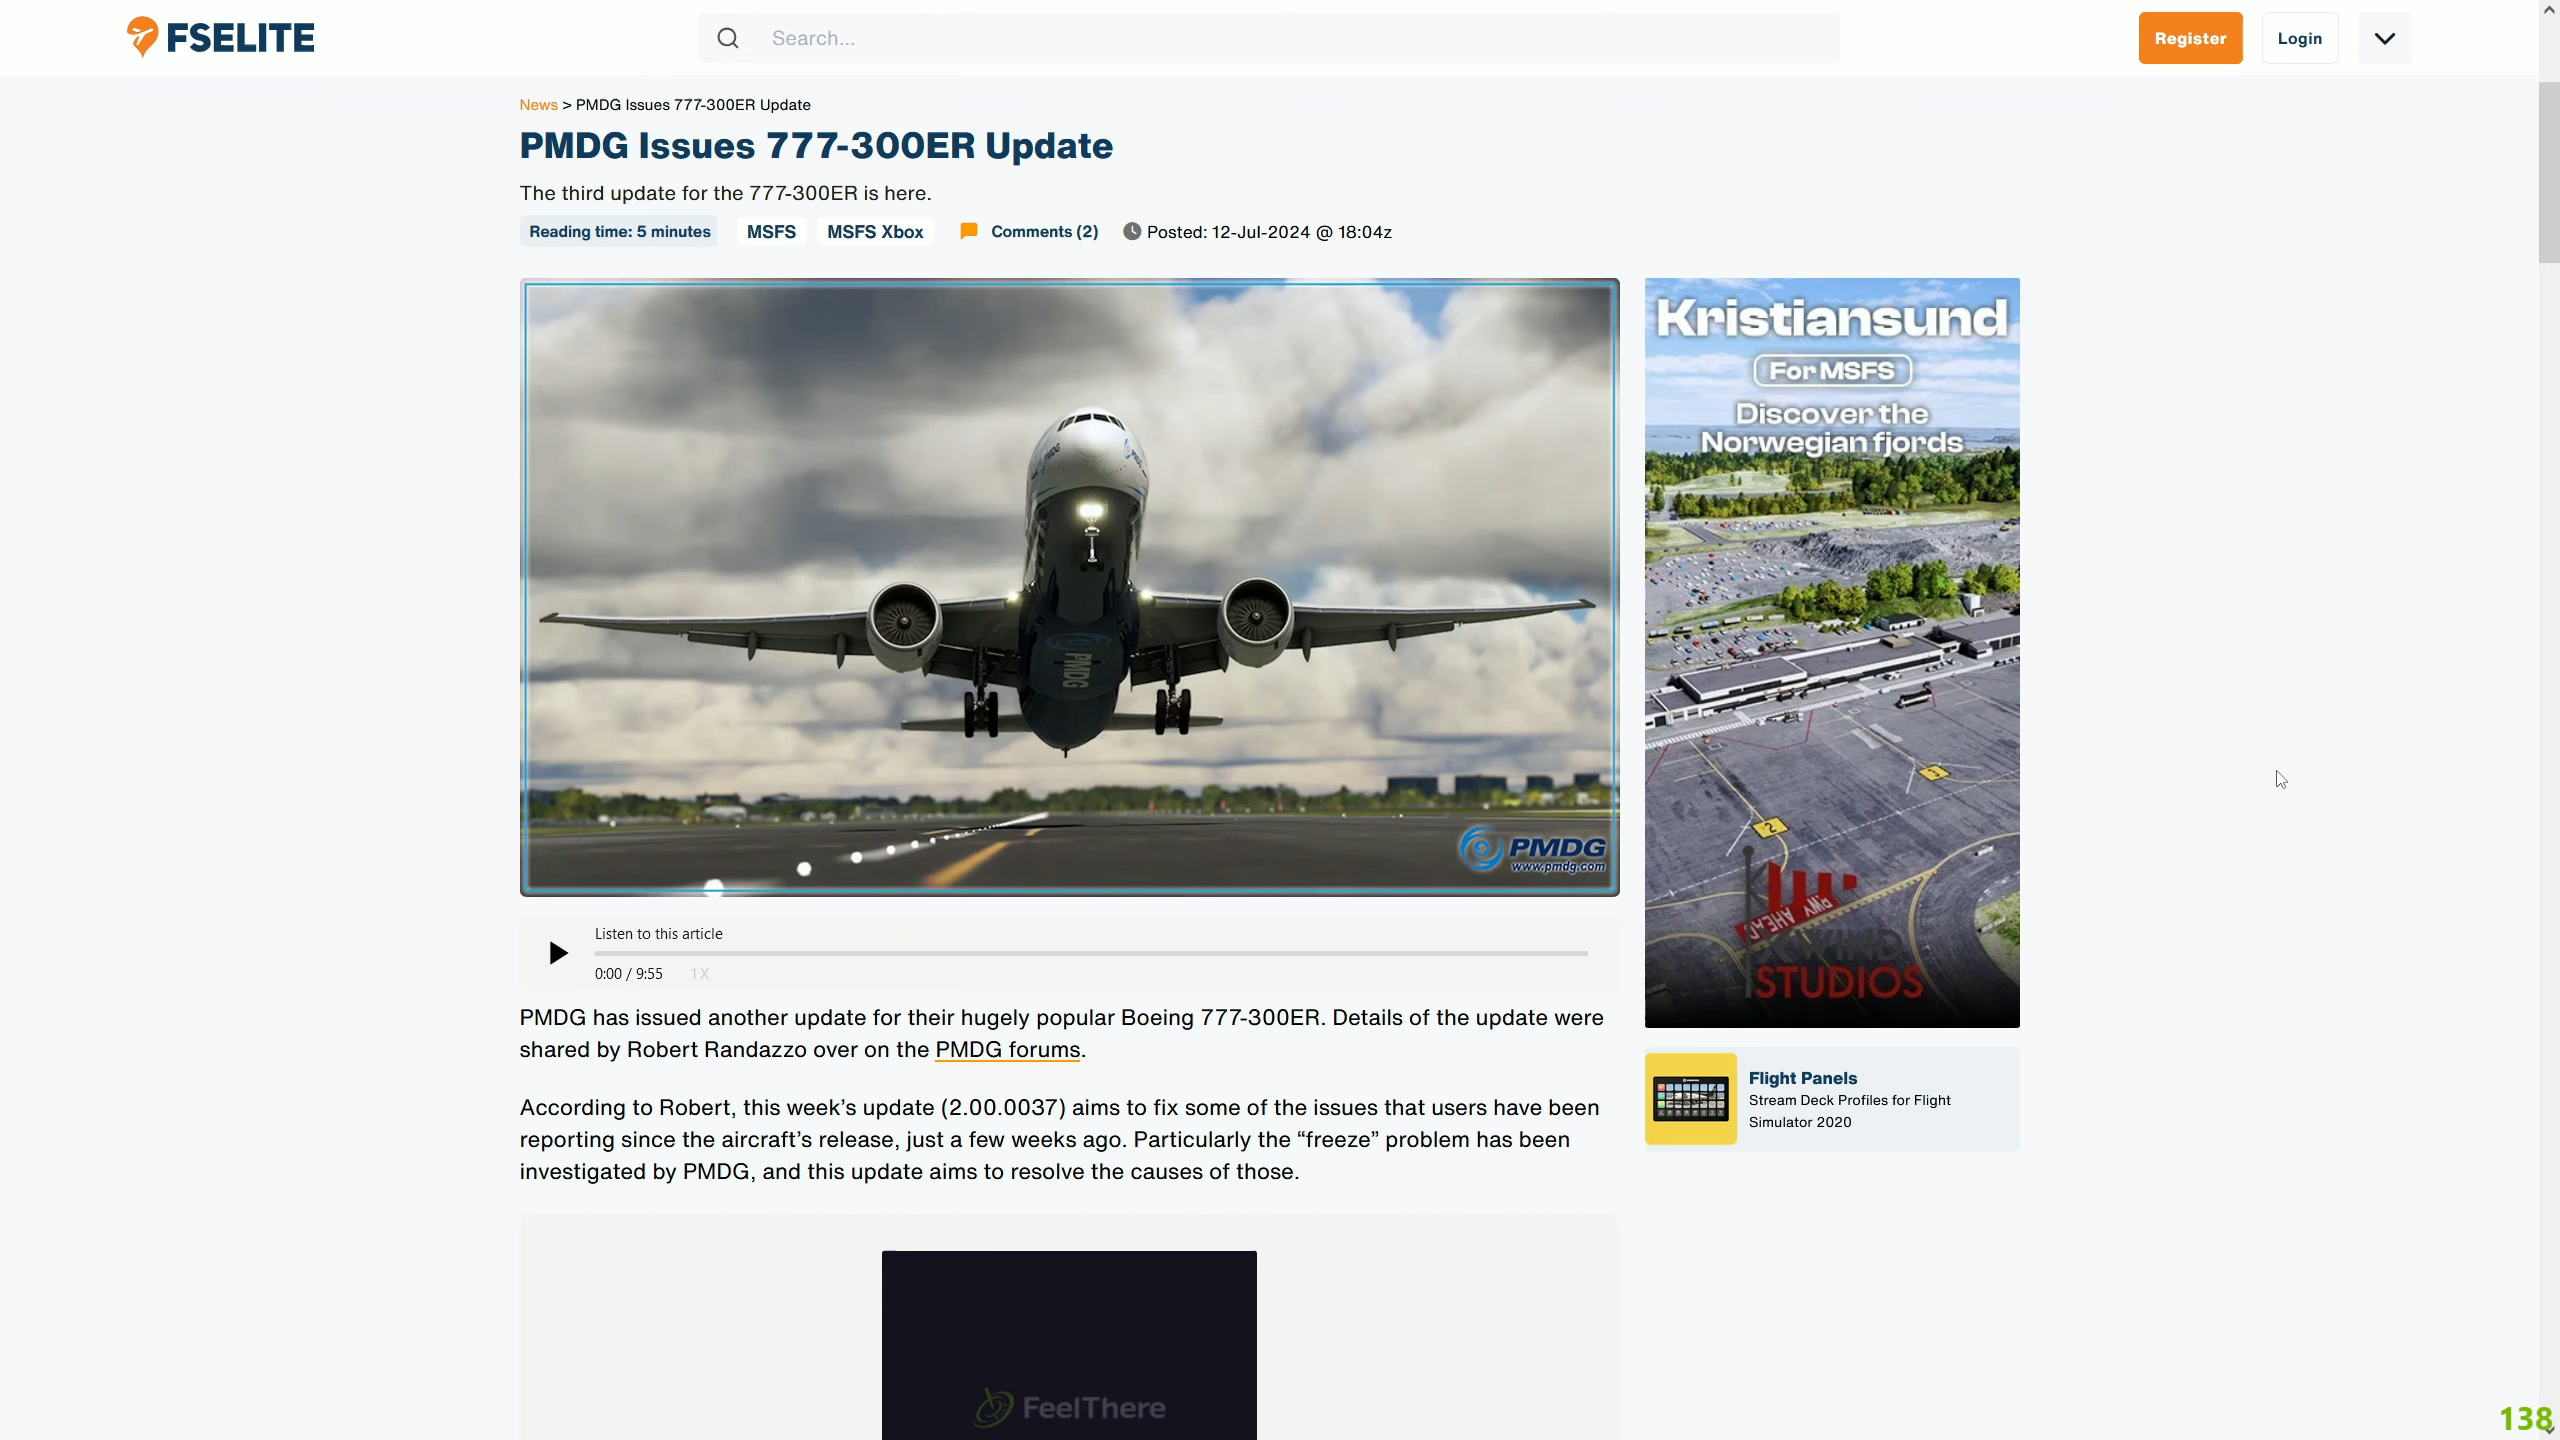 FSELITE
Search...
Register
Login
News > PMDG Issues 777-300ER Update
PMDG Issues 777-300ER Update
The third update for the 777-300ER is here.
Reading time: 5 minutes
MSFS
MSFS Xbox
Comments (2)
Posted: 12-Jul-2024 @ 18:04z
PMDG
PMDG
www.pmdg.com
Kristiansund
For MSFS
Discover the
Norwegian fjords
3
2
RWY AHEAD
WIND
STUDIOS
Listen to this article
0:00 / 9:55 1X
PMDG has issued another update for their hugely popular Boeing 777-300ER. Details of the update were
shared by Robert Randazzo over on the PMDG forums.
According to Robert, this week’s update (2.00.0037) aims to fix some of the issues that users have been
reporting since the aircraft’s release, just a few weeks ago. Particularly the “freeze” problem has been
investigated by PMDG, and this update aims to resolve the causes of those.
Flight Panels
Stream Deck Profiles for Flight
Simulator 2020
FeelThere
138